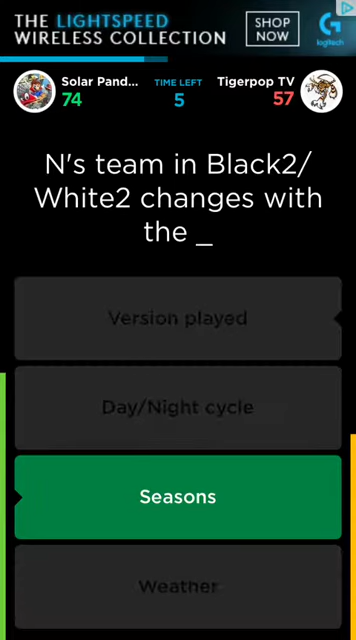 THE LIGHTSPEED
WIRELESS COLLECTION
SHOP
NOW
logitech
Solar Pand...
74
TIME LEFT
5
Tigerpop TV
57
N's team in Black2/
White2 changes with
the _
Version played
Day/Night cycle
Seasons
Weather